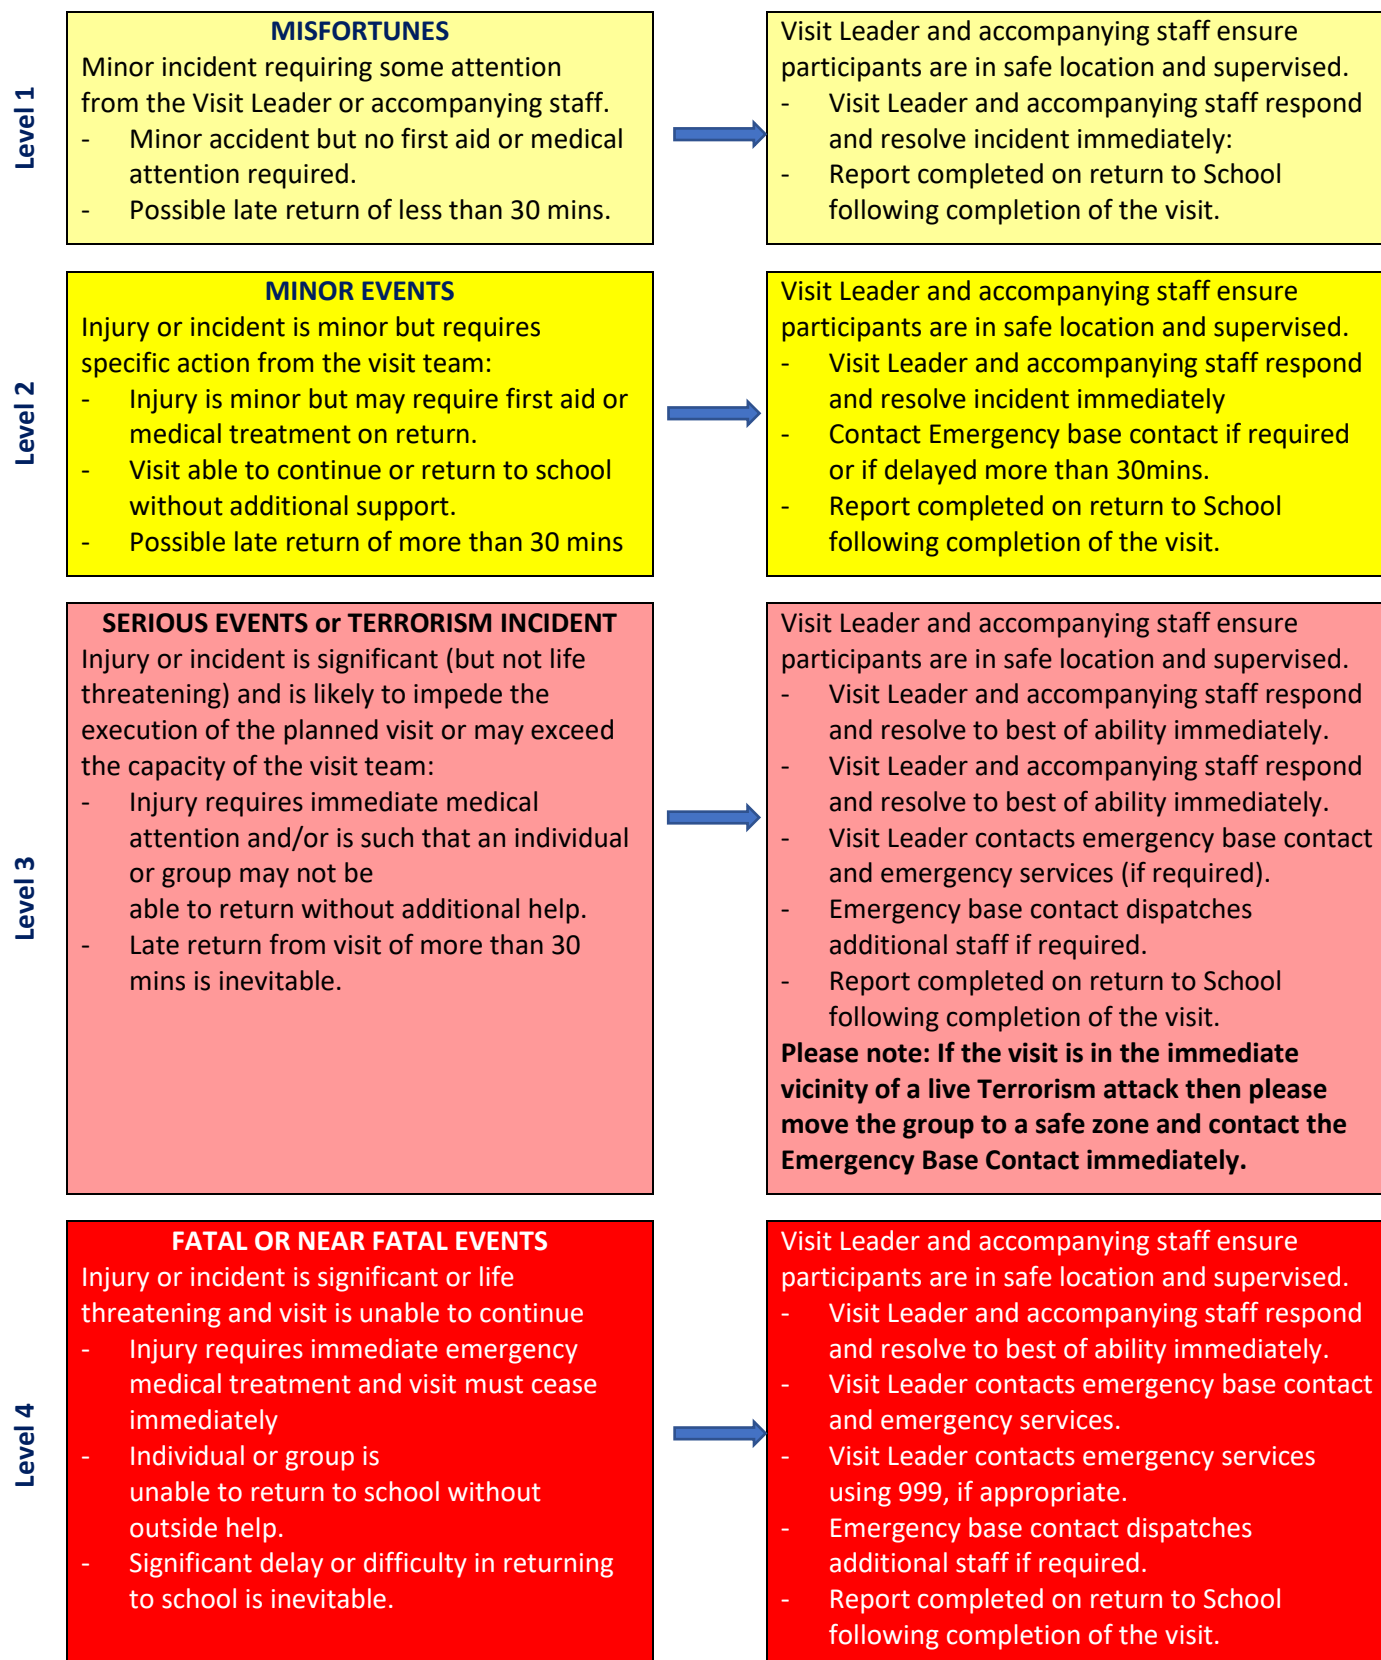 Level 1
MISFORTUNES
Minor incident requiring some attention
from the Visit Leader or accompanying staff.
- Minor accident but no first aid or medical
attention required.
- Possible late return of less than 30 mins.
Visit Leader and accompanying staff ensure
participants are in safe location and supervised.
- Visit Leader and accompanying staff respond
and resolve incident immediately:
- Report completed on return to School
following completion of the visit.
Level 2
MINOR EVENTS
Injury or incident is minor but requires
specific action from the visit team:
- Injury is minor but may require first aid or
medical treatment on return.
- Visit able to continue or return to school
without additional support.
- Possible late return of more than 30 mins
Visit Leader and accompanying staff ensure
participants are in safe location and supervised.
- Visit Leader and accompanying staff respond
and resolve incident immediately
- Contact Emergency base contact if required
or if delayed more than 30mins.
- Report completed on return to School
following completion of the visit.
Level 3
SERIOUS EVENTS or TERRORISM INCIDENT
Injury or incident is significant (but not life
threatening) and is likely to impede the
execution of the planned visit or may exceed
the capacity of the visit team:
- Injury requires immediate medical
attention and/or is such that an individual
or group may not be
able to return without additional help.
- Late return from visit of more than 30
mins is inevitable.
Visit Leader and accompanying staff ensure
participants are in safe location and supervised.
- Visit Leader and accompanying staff respond
and resolve to best of ability immediately.
- Visit Leader and accompanying staff respond
and resolve to best of ability immediately.
- Visit Leader contacts emergency base contact
and emergency services (if required).
- Emergency base contact dispatches
additional staff if required.
- Report completed on return to School
following completion of the visit.
Please note: If the visit is in the immediate
vicinity of a live Terrorism attack then please
move the group to a safe zone and contact the
Emergency Base Contact immediately.
Level 4
FATAL OR NEAR FATAL EVENTS
Injury or incident is significant or life
threatening and visit is unable to continue
- Injury requires immediate emergency
medical treatment and visit must cease
immediately
- Individual or group is
unable to return to school without
outside help.
- Significant delay or difficulty in returning
to school is inevitable.
Visit Leader and accompanying staff ensure
participants are in safe location and supervised.
- Visit Leader and accompanying staff respond
and resolve to best of ability immediately.
- Visit Leader contacts emergency base contact
and emergency services.
- Visit Leader contacts emergency services
using 999, if appropriate.
- Emergency base contact dispatches
additional staff if required.
- Report completed on return to School
following completion of the visit.